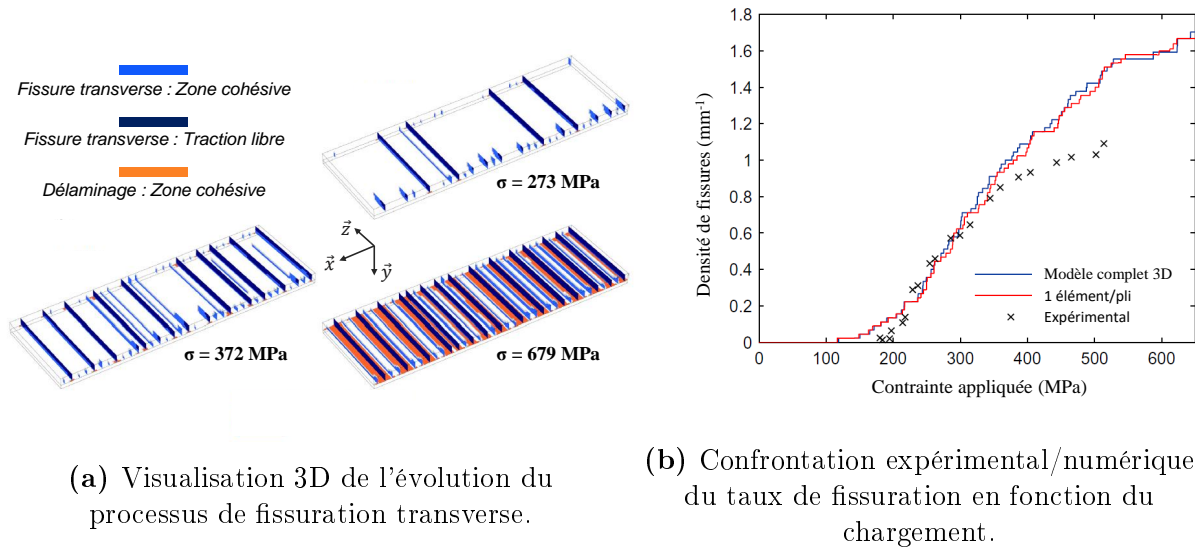 Fissure transverse : Zone cohésive
Fissure transverse : Traction libre
Délaminage : Zone cohésive
σ = 273 MPa
z
x
y
σ = 372 MPa
σ = 679 MPa
(a) Visualisation 3D de l'évolution du
processus de fissuration transverse.
1.8
1.6
1.4
1.2
1
0.8
0.6
0.4
0.2
0
Densité de fissures (mm⁻¹)
Modèle complet 3D
1 élément/pli
Expérimental
0 100 200 300 400 500 600
Contrainte appliquée (MPa)
(b) Confrontation expérimental/numérique
du taux de fissuration en fonction du
chargement.